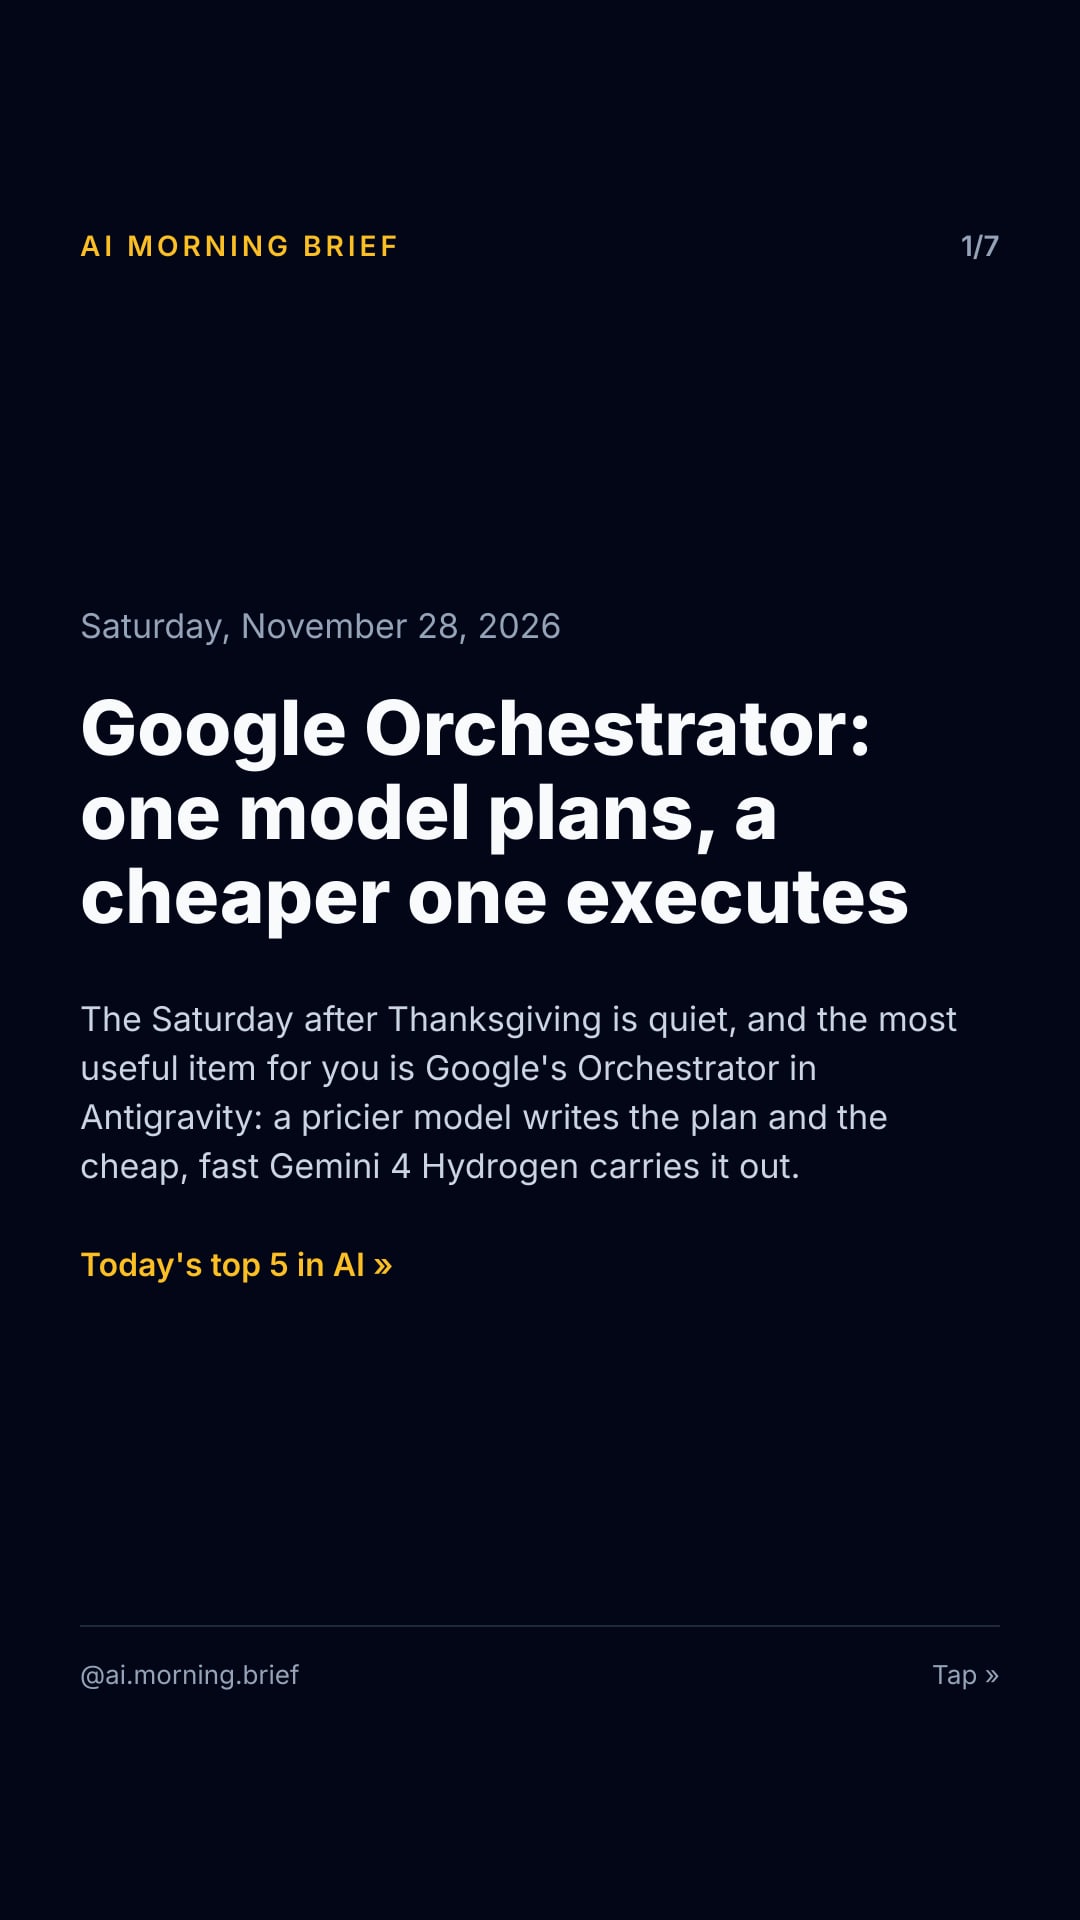 AI MORNING BRIEF
1/7
Saturday, November 28, 2026
Google Orchestrator:
one model plans, a
cheaper one executes
The Saturday after Thanksgiving is quiet, and the most
useful item for you is Google's Orchestrator in
Antigravity: a pricier model writes the plan and the
cheap, fast Gemini 4 Hydrogen carries it out.
Today's top 5 in AI »
@ai.morning.brief
Tap »